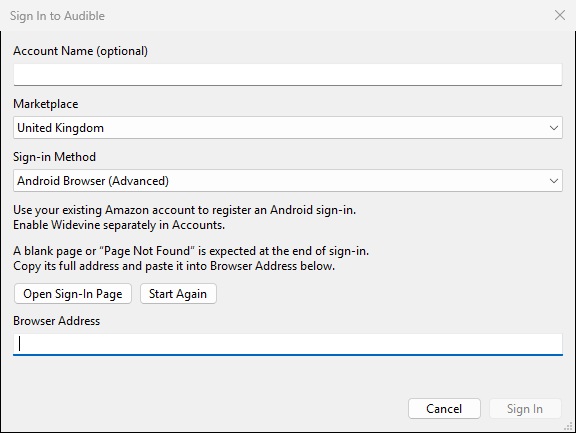 Sign In to Audible
Account Name (optional)
Marketplace
United Kingdom
Sign-in Method
Android Browser (Advanced)
Use your existing Amazon account to register an Android sign-in.
Enable Widevine separately in Accounts.
A blank page or “Page Not Found” is expected at the end of sign-in.
Copy its full address and paste it into Browser Address below.
Open Sign-In Page
Start Again
Browser Address
Cancel
Sign In